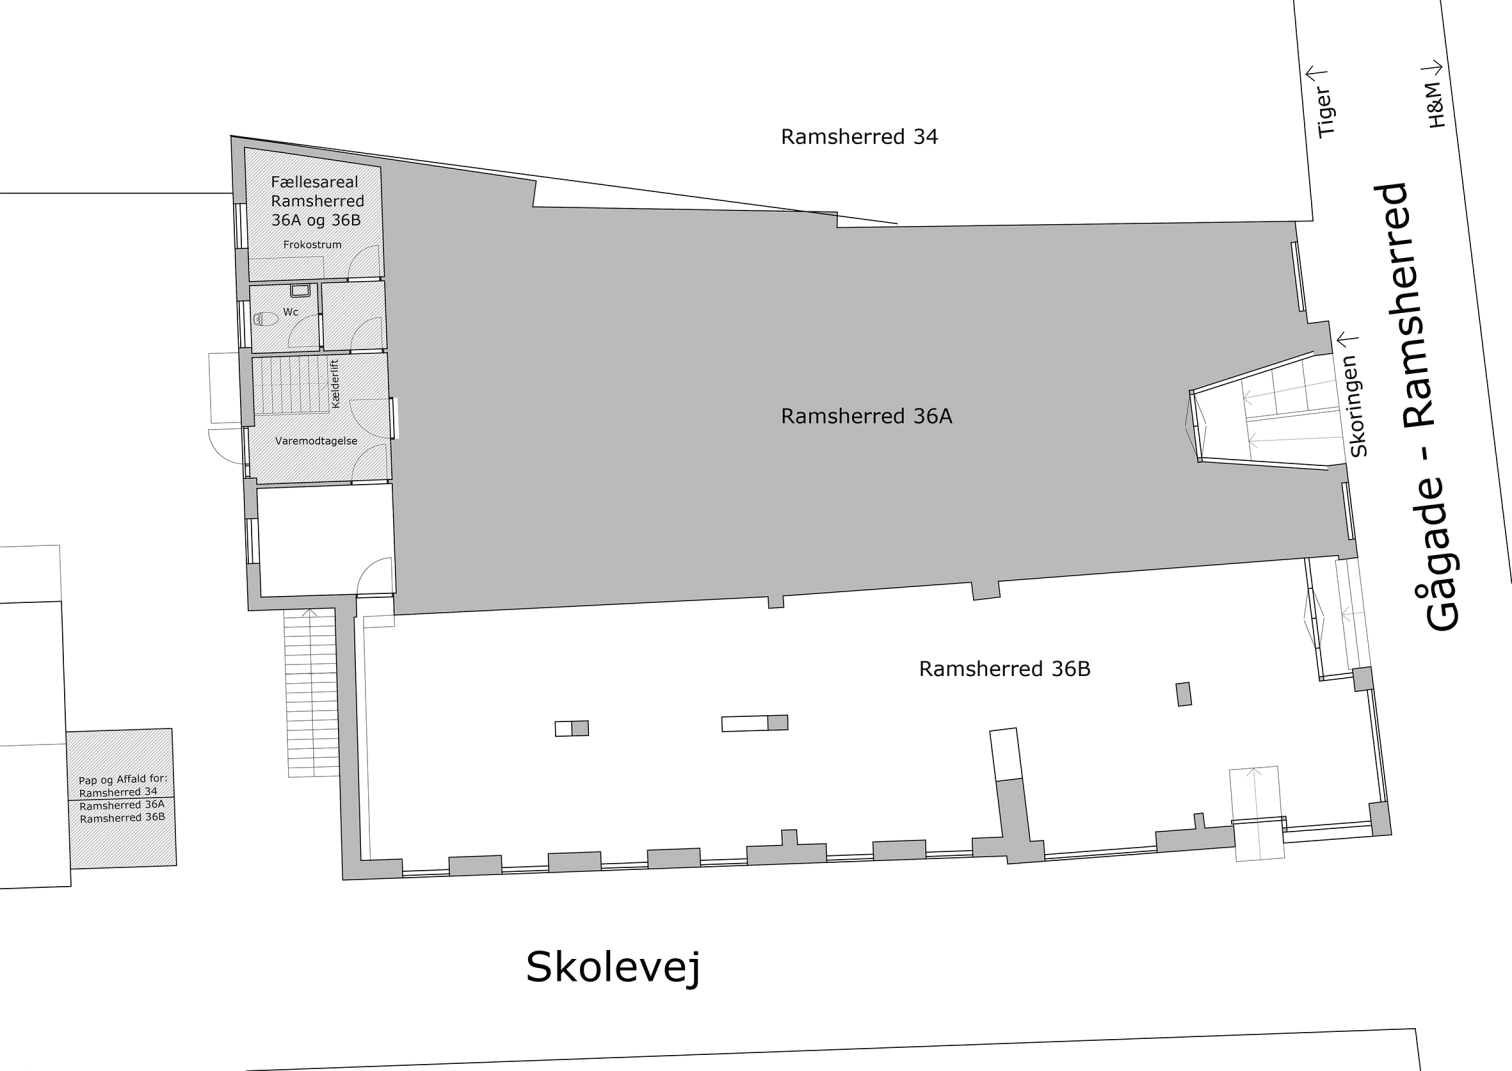 Ramsherred 34
Tiger
H&M
Fællesareal
Ramsherred
36A og 36B
Frokostrum
Wc
Kælderlift
Varemodtagelse
Ramsherred 36A
Skoringen
Gågade - Ramsherred
Ramsherred 36B
Pap og Affald for:
Ramsherred 34
Ramsherred 36A
Ramsherred 36B
Skolevej